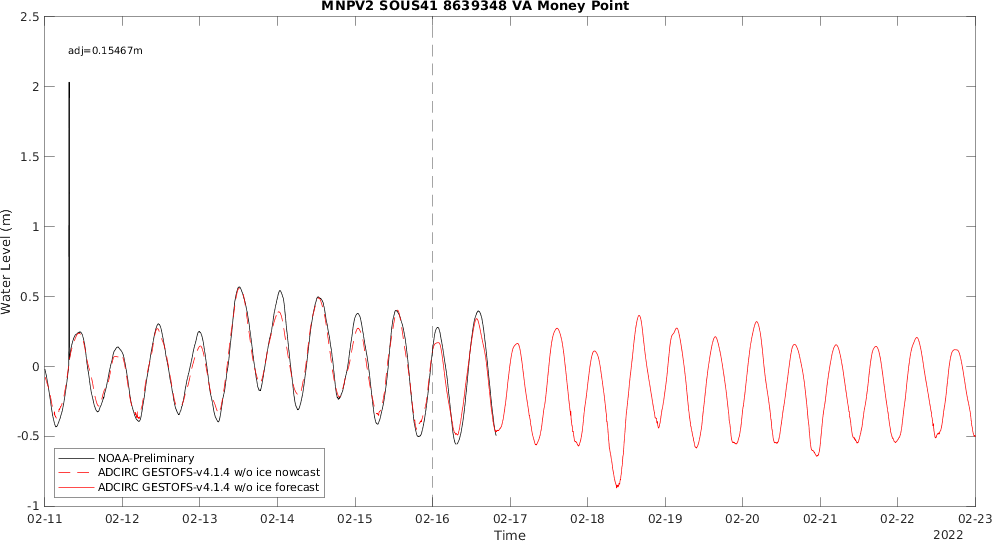 MNPV2 SOUS41 8639348 VA Money Point
adj=0.15467m
Water Level (m)
2.5
2
1.5
1
0.5
0
-0.5
-1
NOAA-Preliminary
ADCIRC GESTOFS-v4.1.4 w/o ice nowcast
ADCIRC GESTOFS-v4.1.4 w/o ice forecast
02-11 02-12 02-13 02-14 02-15 02-16 02-17 02-18 02-19 02-20 02-21 02-22 02-23
Time
2022